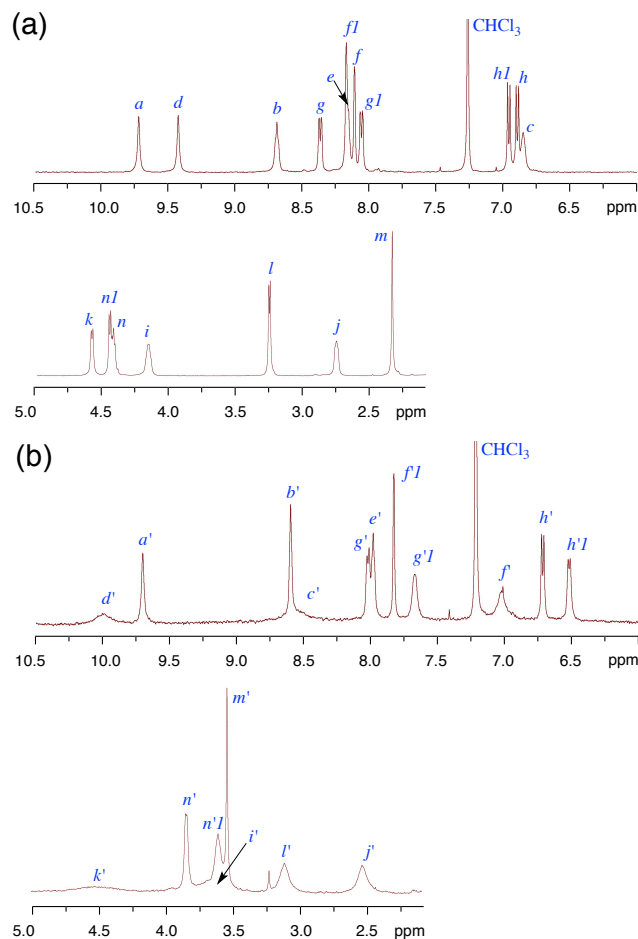 (a)
f1
CHCl3
e
f
g1
h1
h
a
d
b
g
c
10.5 10.0 9.5 9.0 8.5 8.0 7.5 7.0 6.5 ppm
m
l
n1
k
n
i
j
5.0 4.5 4.0 3.5 3.0 2.5 ppm
(b)
CHCl3
f'1
b'
e'
a'
g'
g'1
h'
h'1
f'
d'
c'
10.5 10.0 9.5 9.0 8.5 8.0 7.5 7.0 6.5 ppm
m'
n'
n'1
i'
l'
j'
k'
5.0 4.5 4.0 3.5 3.0 2.5 ppm